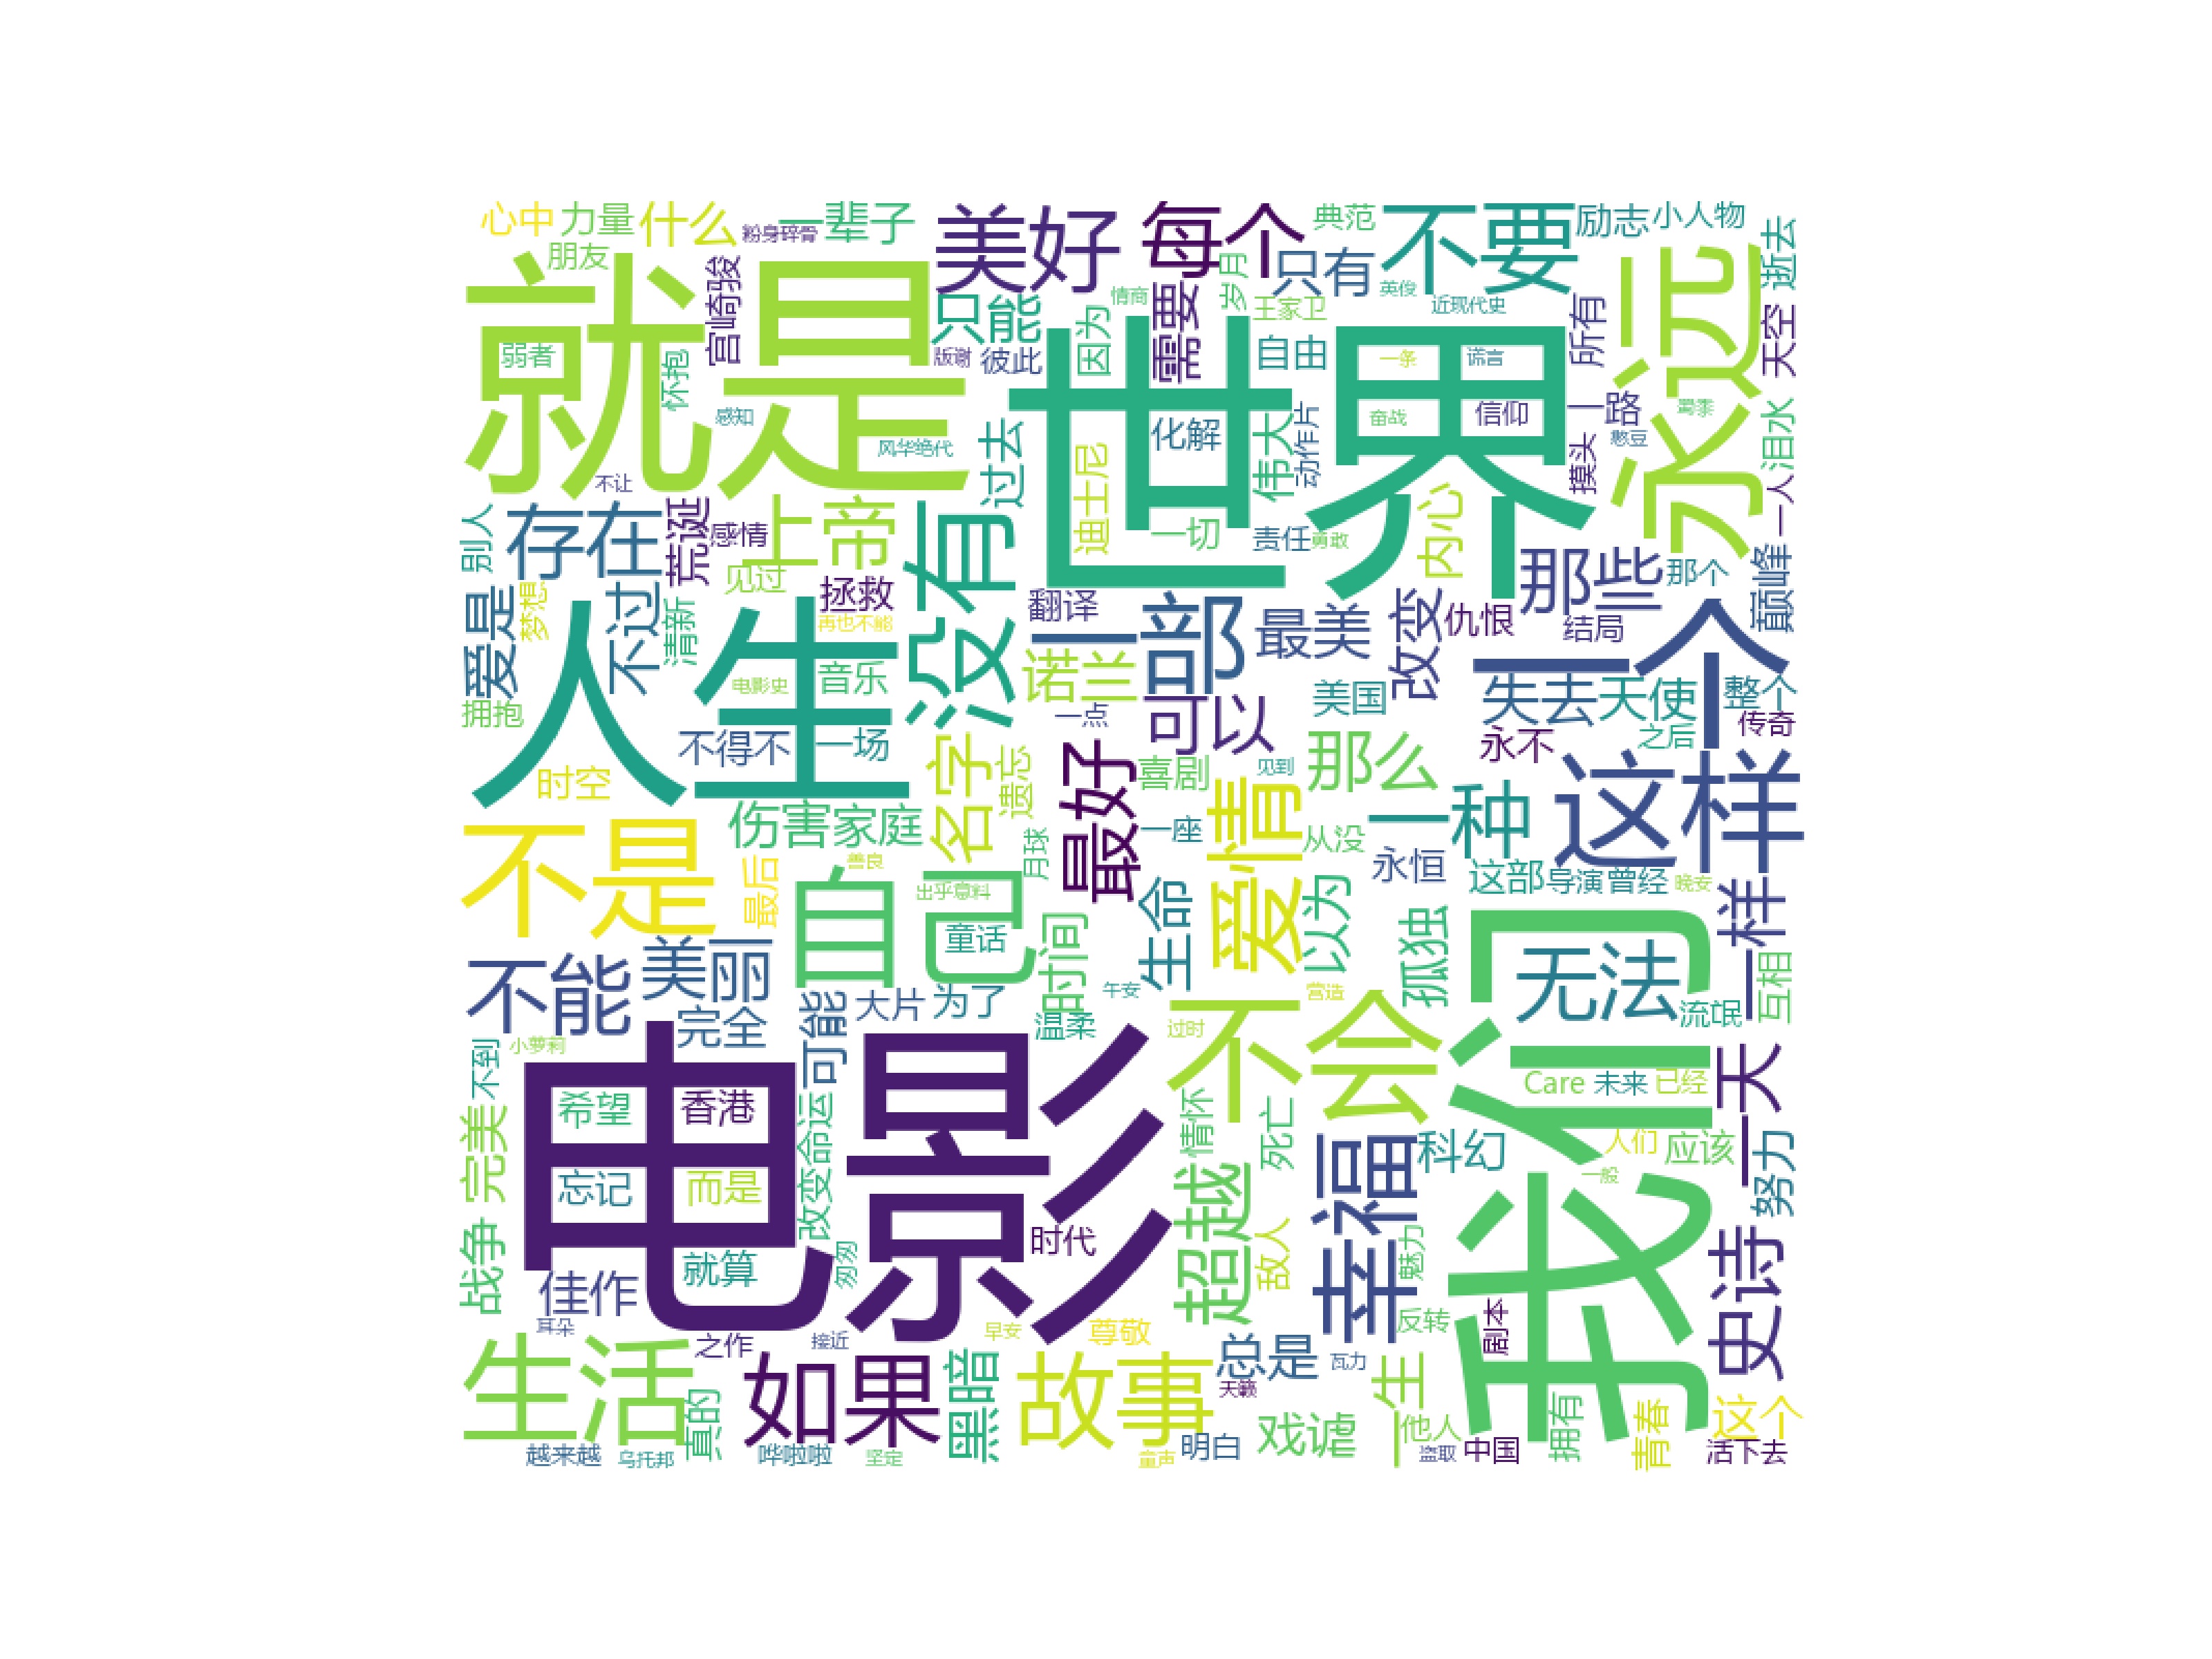 心中 力量 什么 粉身碎骨 一辈子 美好 每个 典范 不要 励志 小人物 逝去
朋友 宫崎骏 只能 情商 岁月 只有 英俊 永远
就是 因为 需要 王家卫 近现代史 所有 天空
弱者 怀抱 版谢 彼此 世界 自由 一条 谎言
感知 风华绝代 过去 化解 伟大 动作片 奋战 信仰 一路 憨豆 泪水
迪士尼 摸头 一人
不让 别人 存在 荒诞 感情 上帝 没有 一切 责任 勇敢 内心 那些 那个 巅峰
爱是 梦想 不过 清新 见过 拯救 再也不能 翻译 一部 最美 改变 仇恨 结局 一个
人生 电影史 音乐 诺兰 美国 失去 天使 整个
拥抱 不得不 一场 名字 一点 可以 永不 之后 传奇
时空 遗忘 最好 喜剧 见到 那么 一种 这样
伤害 家庭 月球 一座 爱情 从没 永恒
不是 最后 善良 自己 出乎意料 这部 导演 曾经 晚安 一样
童话 时间 生命 以为 孤独 我们 无法 互相
不能 美丽 完全 可能 大片 为了 温柔 午安 不会 营造 流氓
不到 小萝莉 过时 一天
电影 希望 香港 改变命运 情怀 死亡 Care 未来 已经
完美 幸福 科幻 人们 应该 努力
忘记 而是 超越 一般
战争 佳作 就算 匆匆 时代 敌人 魅力 史诗
耳朵 之作 接近 早安 尊敬 反转 剧本
生活 真的 如果 黑暗 故事 总是 天籁 瓦力 一生 他人 拥有 青春 这个
越来越 乌托邦 哗啦啦 坚定 童声 明白 戏谑 盗取 中国 活下去